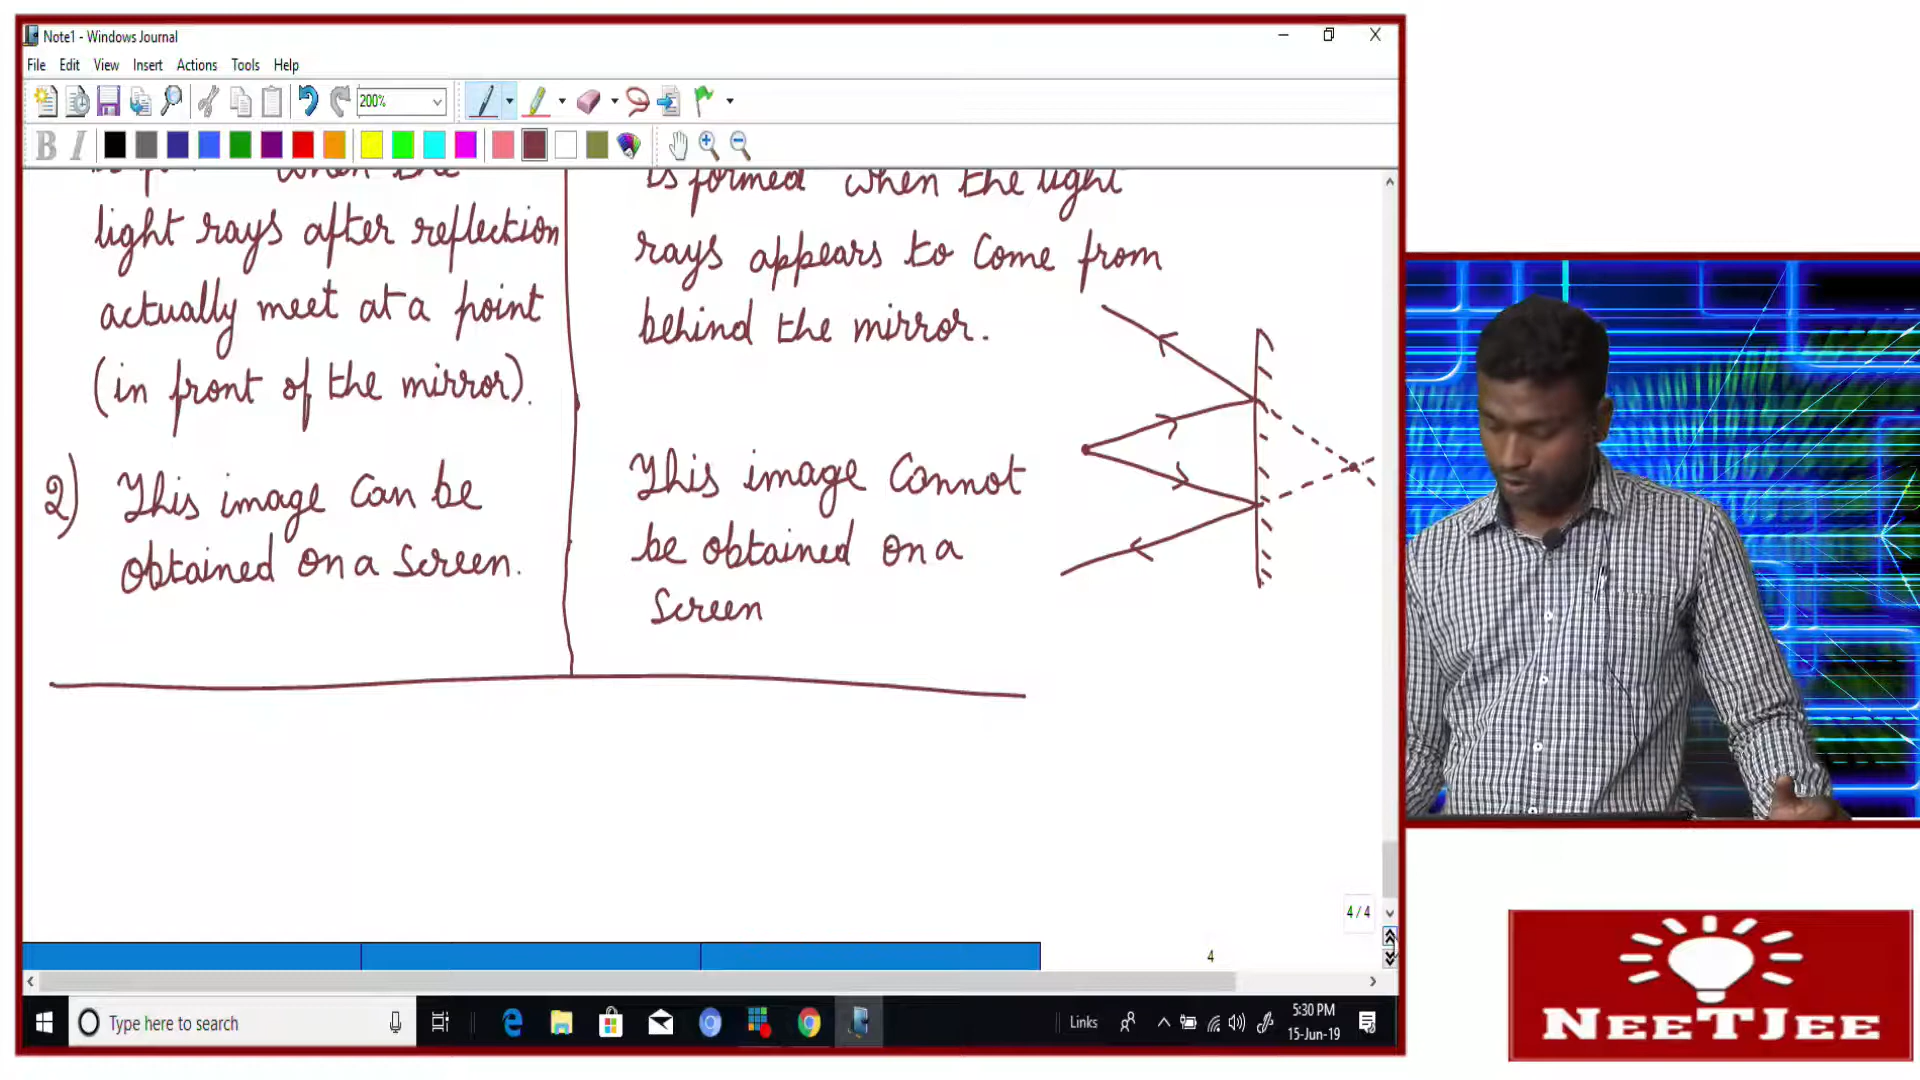 Note1 - Windows Journal
File Edit View Insert Actions Tools Help
200%
B I
when the
light rays after reflection
actually meet at a point
(in front of the mirror).
2) This image can be
obtained on a screen.
is formed when the light
rays appears to come from
behind the mirror.
This image cannot
be obtained on a
screen
4 / 4
4
Type here to search
Links
5:30 PM
15-Jun-19
NEETJEE